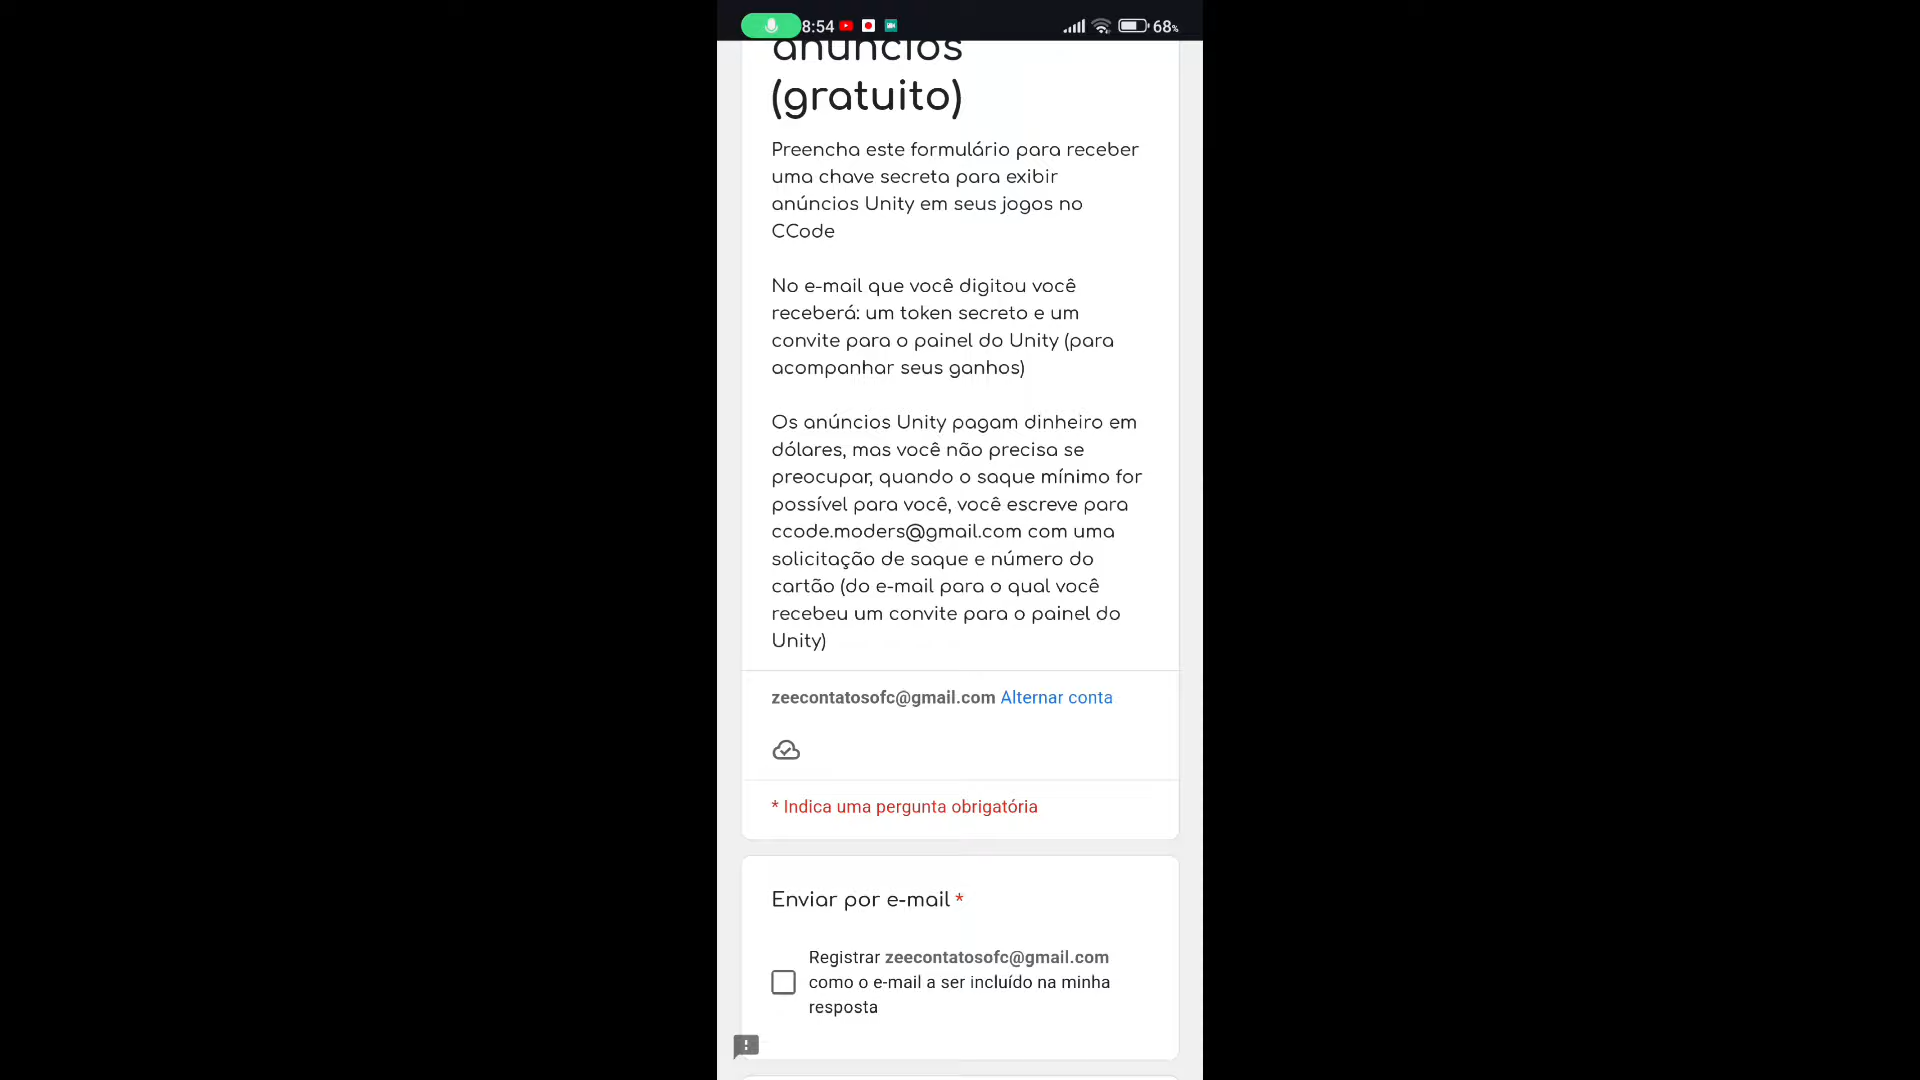 8:54
68%
anúncios
(gratuito)
Preencha este formulário para receber
uma chave secreta para exibir
anúncios Unity em seus jogos no
CCode
No e-mail que você digitou você
receberá: um token secreto e um
convite para o painel do Unity (para
acompanhar seus ganhos)
Os anúncios Unity pagam dinheiro em
dólares, mas você não precisa se
preocupar, quando o saque mínimo for
possível para você, você escreve para
ccode.moders@gmail.com com uma
solicitação de saque e número do
cartão (do e-mail para o qual você
recebeu um convite para o painel do
Unity)
zeecontatosofc@gmail.com Alternar conta
* Indica uma pergunta obrigatória
Enviar por e-mail *
Registrar zeecontatosofc@gmail.com
como o e-mail a ser incluído na minha
resposta